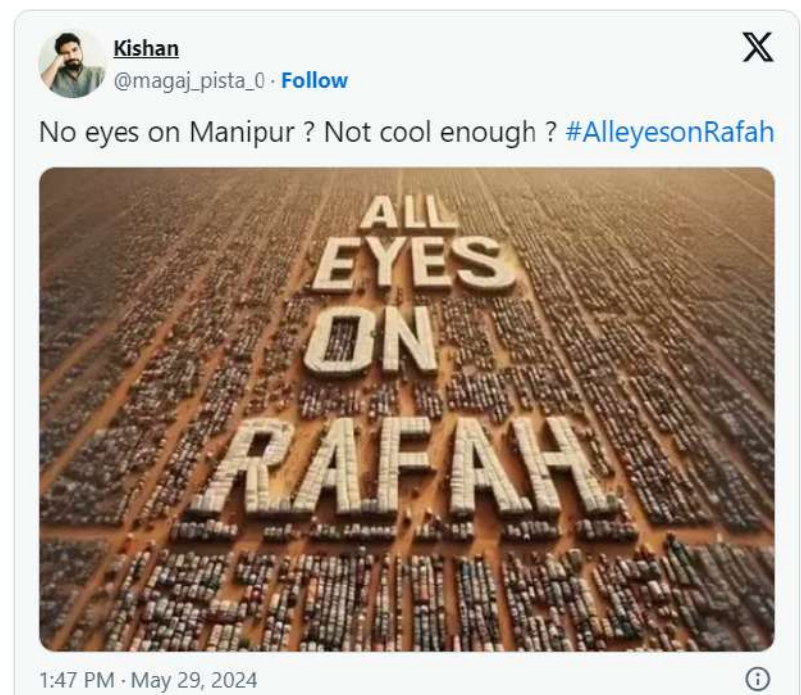 Kishan
@magaj_pista_0 · Follow
No eyes on Manipur ? Not cool enough ? #AlleyesonRafah
ALL
EYES
ON
RAFAH
1:47 PM · May 29, 2024